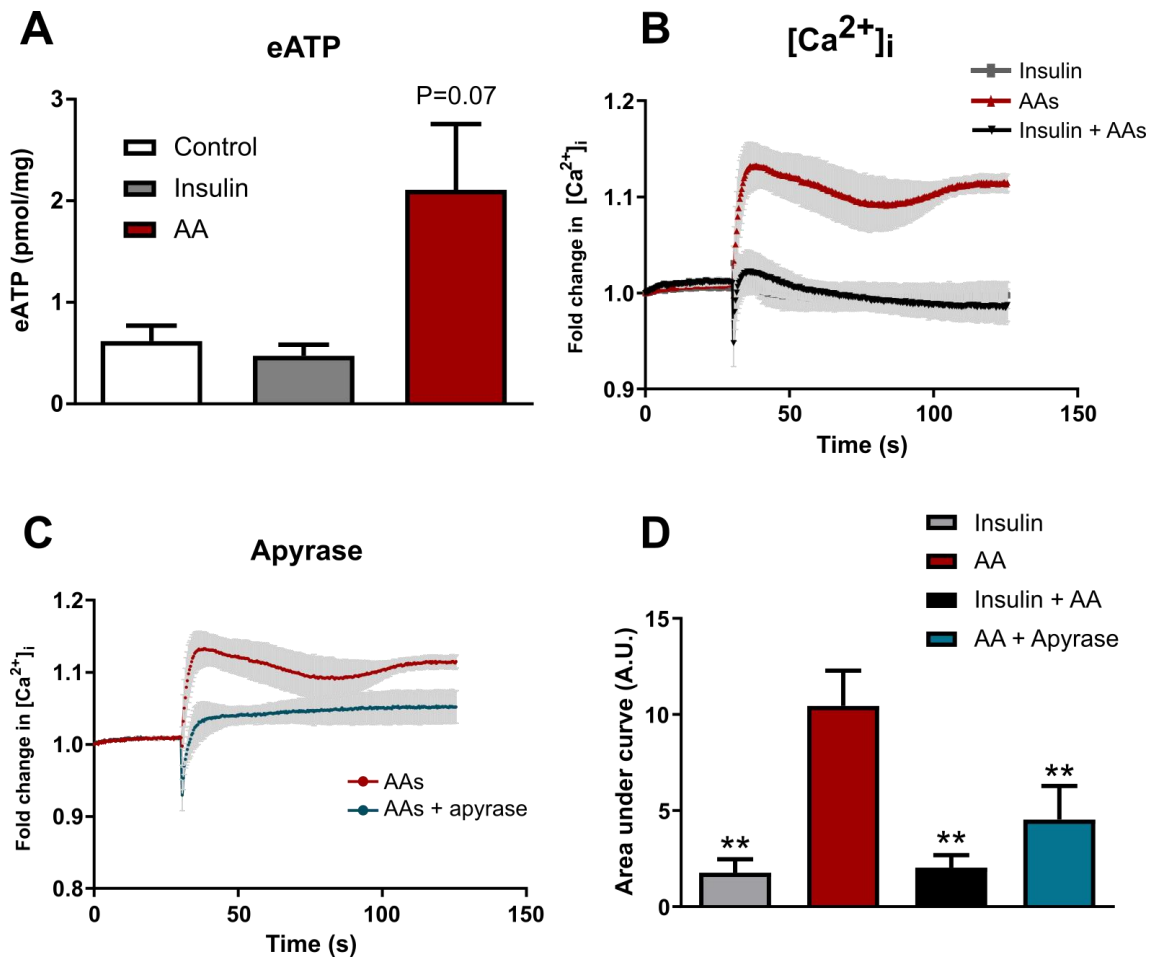 A
eATP
P=0.07
Control
Insulin
AA
eATP (pmol/mg)
3
2
1
0
B
[Ca2+]i
Insulin
AAs
Insulin + AAs
Fold change in [Ca2+]i
1.2
1.1
1.0
0.9
0 50 100 150
Time (s)
C
Apyrase
Fold change in [Ca2+]i
1.2
1.1
1.0
0.9
0.8
AAs
AAs + apyrase
0 50 100 150
Time (s)
D
Insulin
AA
Insulin + AA
AA + Apyrase
Area under curve (A.U.)
15
10
5
0
** ** **